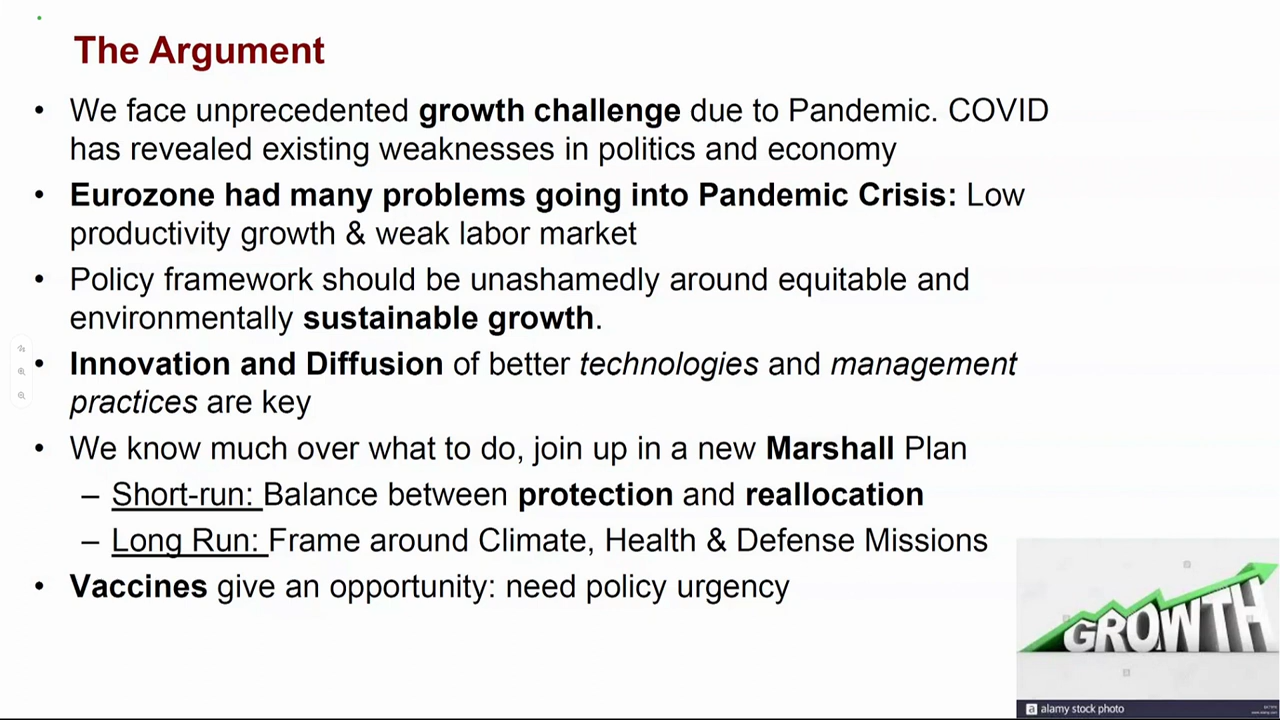 The Argument
• We face unprecedented growth challenge due to Pandemic. COVID
has revealed existing weaknesses in politics and economy
• Eurozone had many problems going into Pandemic Crisis: Low
productivity growth & weak labor market
• Policy framework should be unashamedly around equitable and
environmentally sustainable growth.
• Innovation and Diffusion of better technologies and management
practices are key
• We know much over what to do, join up in a new Marshall Plan
– Short-run: Balance between protection and reallocation
– Long Run: Frame around Climate, Health & Defense Missions
• Vaccines give an opportunity: need policy urgency
GROWTH
a alamy stock photo